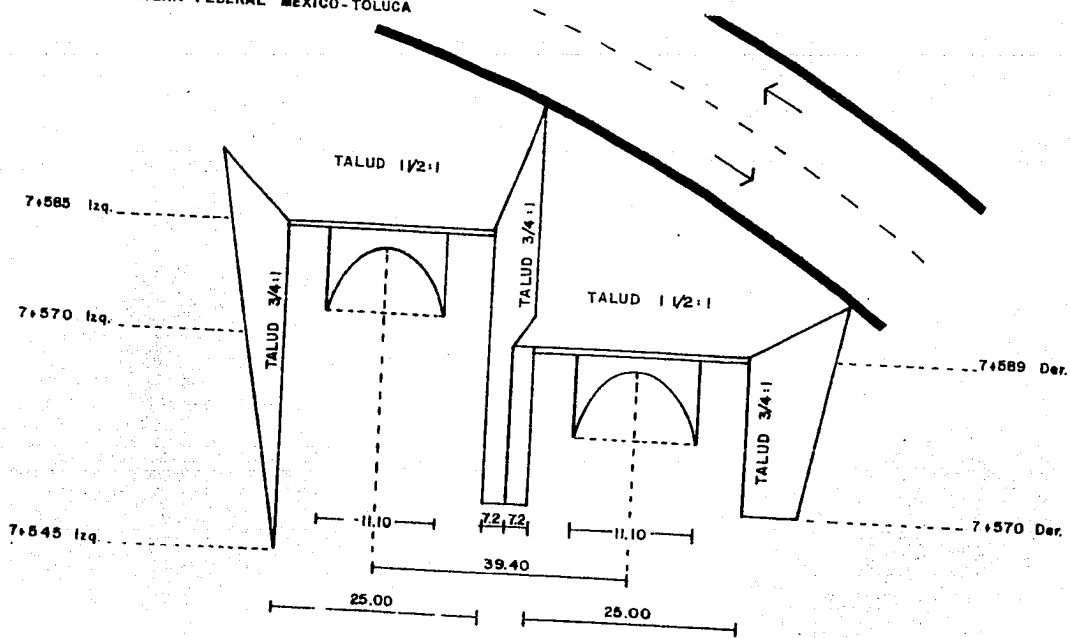 FEDERAL MEXICO-TOLUCA
TALUD 1 1/2:1
7+585 Izq.
TALUD 3/4:1
TALUD 3/4:1
TALUD 1 1/2:1
7+570 Izq.
7+589 Der.
TALUD 3/4:1
7+545 Izq.
11.10
7.2 7.2
11.10
7+570 Der.
39.40
25.00
25.00